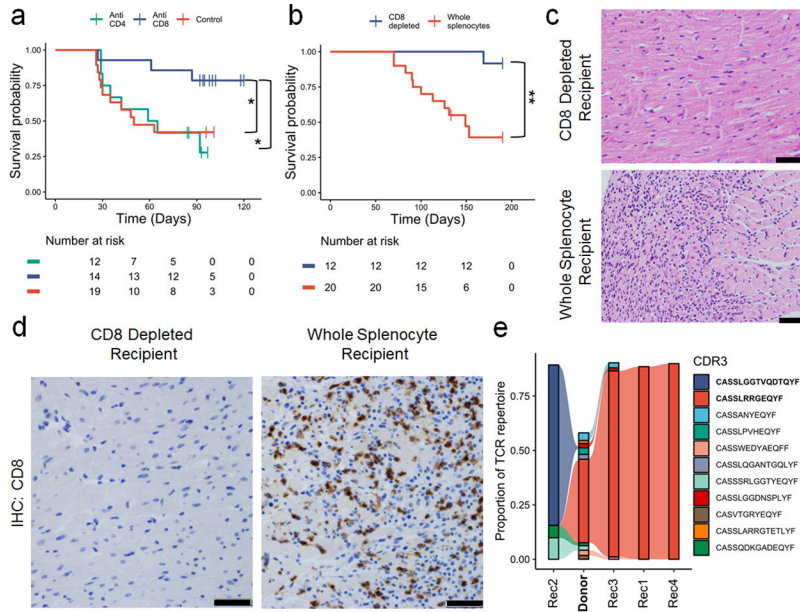 a
Anti CD4
Anti CD8
Control
Survival probability
1.00
0.75
0.50
0.25
0.00
*
*
0 30 60 90 120
Time (Days)
Number at risk
12 7 5 0 0
14 13 12 5 0
19 10 8 3 0
b
CD8 depleted
Whole splenocytes
Survival probability
1.00
0.75
0.50
0.25
0.00
**
0 50 100 150 200
Time (Days)
Number at risk
12 12 12 12 0
20 20 15 6 0
c
CD8 Depleted
Recipient
Whole Splenocyte
Recipient
d
CD8 Depleted
Recipient
Whole Splenocyte
Recipient
IHC: CD8
e
Proportion of TCR repertoire
0.75
0.50
0.25
0.00
Rec2 Donor Rec3 Rec1 Rec4
CDR3
CASSLGGTVQDTQYF
CASSLRRGEQYF
CASSANYEQYF
CASSLPVHEQYF
CASSWEDYAEQFF
CASSLQGANTGQLYF
CASSSRLGGTYEQYF
CASSLGGDNSPLYF
CASVTGRYEQYF
CASSLARRGTETLYF
CASSQDKGADEQYF